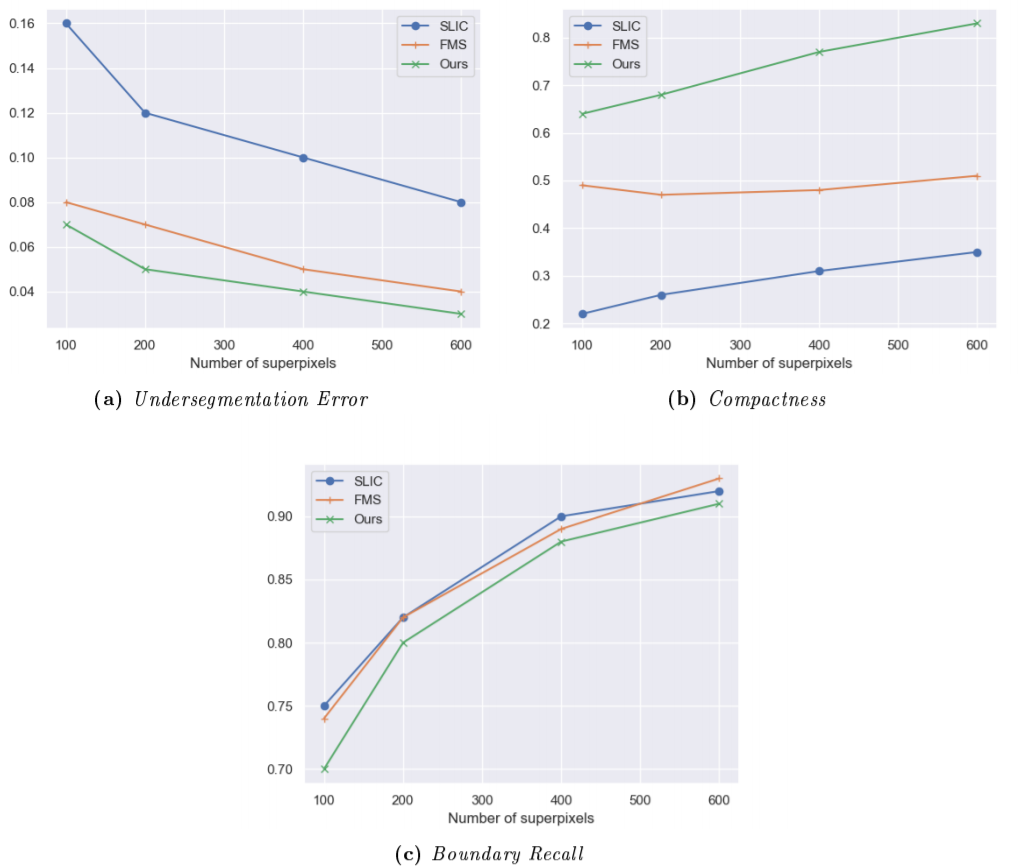 0.16
0.14
0.12
0.10
0.08
0.06
0.04
SLIC
FMS
Ours
100 200 300 400 500 600
Number of superpixels
(a) Undersegmentation Error
0.8
0.7
0.6
0.5
0.4
0.3
0.2
SLIC
FMS
Ours
100 200 300 400 500 600
Number of superpixels
(b) Compactness
0.90
0.85
0.80
0.75
0.70
SLIC
FMS
Ours
100 200 300 400 500 600
Number of superpixels
(c) Boundary Recall